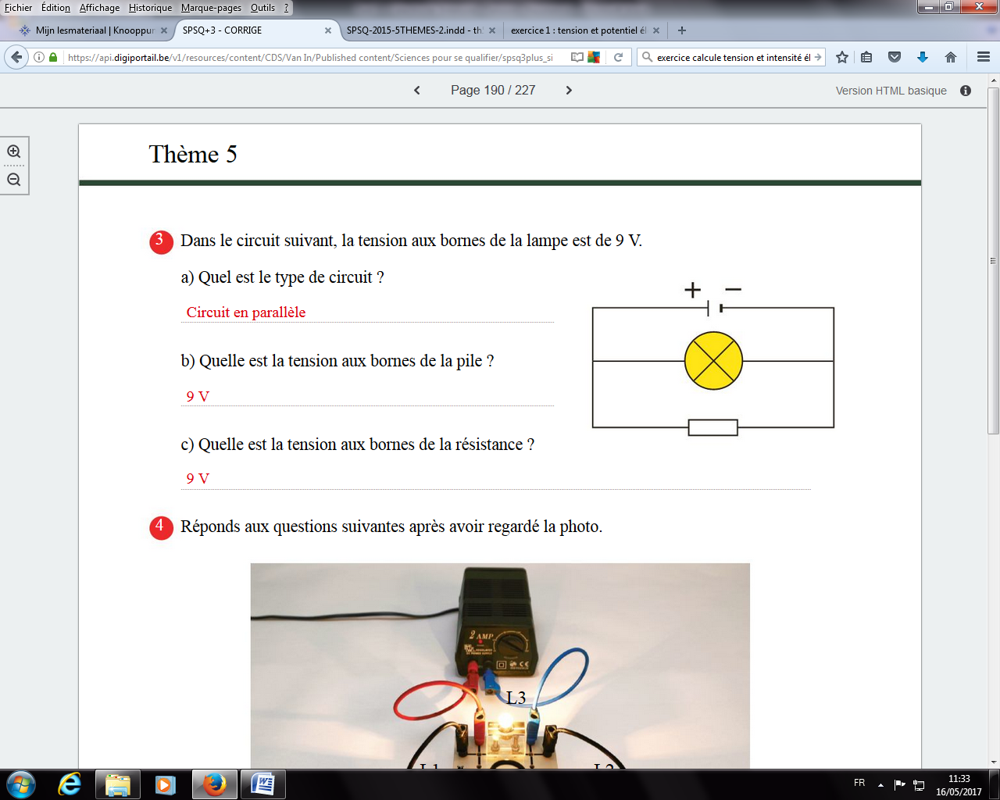 Fichier Édition Affichage Historique Marque-pages Outils ?
Mijn lesmateriaal | Knooppun × SPSQ+3 - CORRIGE × SPSQ-2015-5THEMES-2.indd - th × exercice 1 : tension et potentiel él × +
https://api.digiportail.be/v1/resources/content/CDS/Van In/Published content/Sciences pour se qualifier/spsq3plus_si
exercice calcule tension et intensité él
Page 190 / 227
Version HTML basique
Thème 5
3 Dans le circuit suivant, la tension aux bornes de la lampe est de 9 V.
a) Quel est le type de circuit ?
Circuit en parallèle
+ −
b) Quelle est la tension aux bornes de la pile ?
9 V
c) Quelle est la tension aux bornes de la résistance ?
9 V
4 Réponds aux questions suivantes après avoir regardé la photo.
2 AMP
L3
L1 L2
FR
11:33
16/05/2017